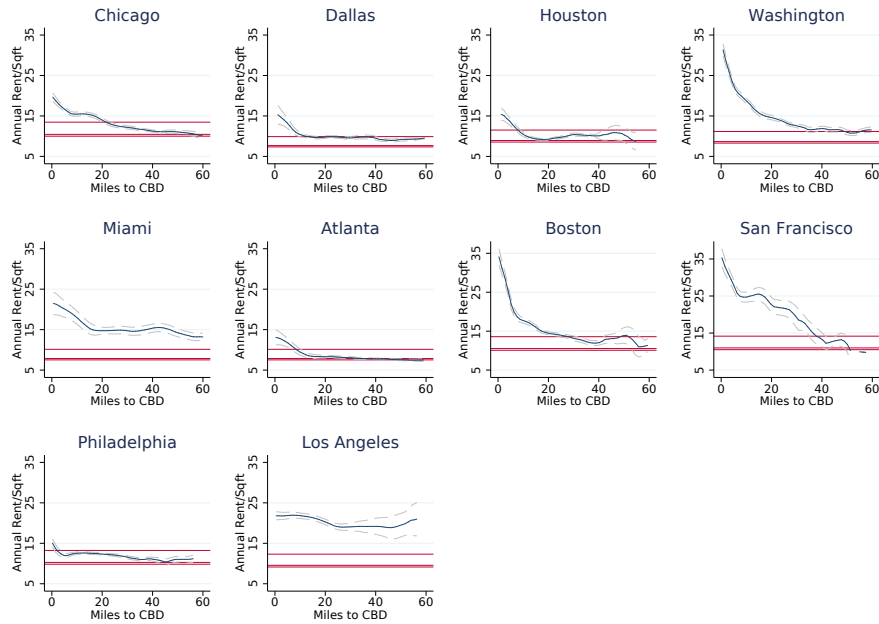 Chicago
Annual Rent/Sqft
35
25
15
5
0 20 40 60
Miles to CBD
Dallas
Annual Rent/Sqft
35
25
15
5
0 20 40 60
Miles to CBD
Houston
Annual Rent/Sqft
35
25
15
5
0 20 40 60
Miles to CBD
Washington
Annual Rent/Sqft
35
25
15
5
0 20 40 60
Miles to CBD
Miami
Annual Rent/Sqft
35
25
15
5
0 20 40 60
Miles to CBD
Atlanta
Annual Rent/Sqft
35
25
15
5
0 20 40 60
Miles to CBD
Boston
Annual Rent/Sqft
35
25
15
5
0 20 40 60
Miles to CBD
San Francisco
Annual Rent/Sqft
35
25
15
5
0 20 40 60
Miles to CBD
Philadelphia
Annual Rent/Sqft
35
25
15
5
0 20 40 60
Miles to CBD
Los Angeles
Annual Rent/Sqft
35
25
15
5
0 20 40 60
Miles to CBD